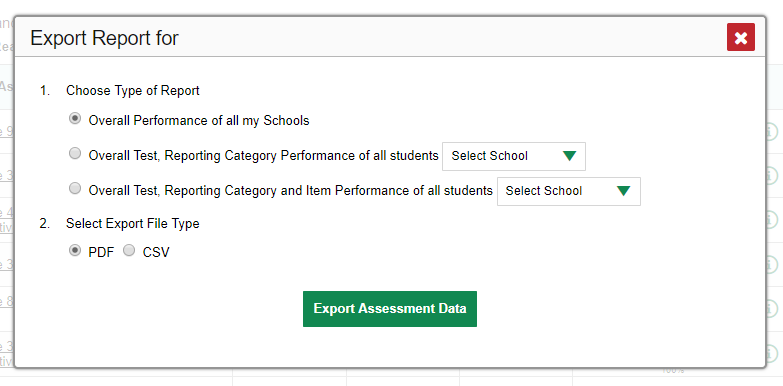 Export Report for
1. Choose Type of Report
Overall Performance of all my Schools
Overall Test, Reporting Category Performance of all students Select School
Overall Test, Reporting Category and Item Performance of all students Select School
2. Select Export File Type
PDF CSV
Export Assessment Data